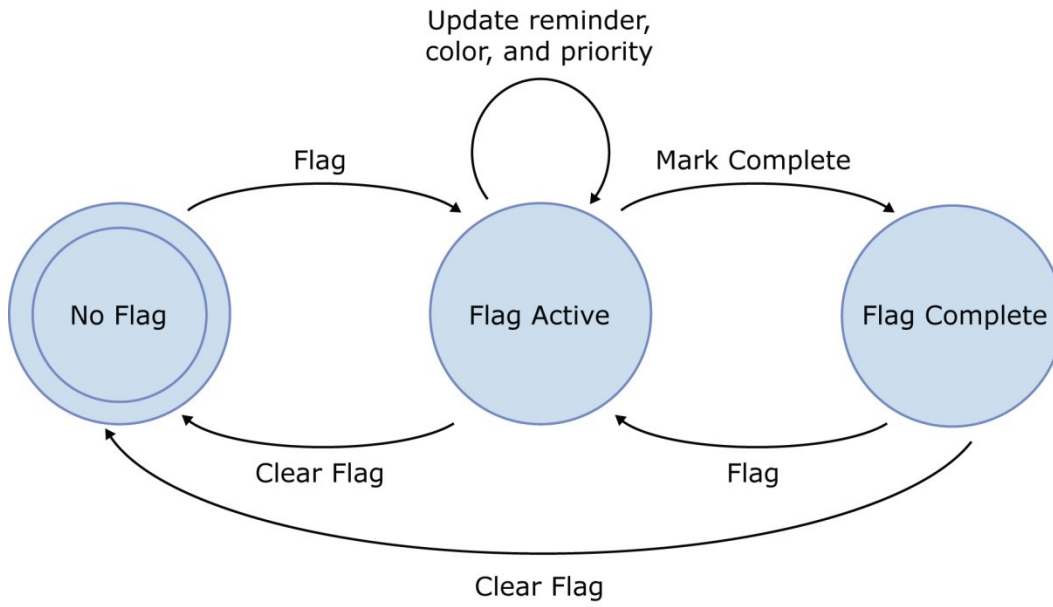 Update reminder,
color, and priority
Flag
Mark Complete
No Flag
Flag Active
Flag Complete
Clear Flag
Flag
Clear Flag